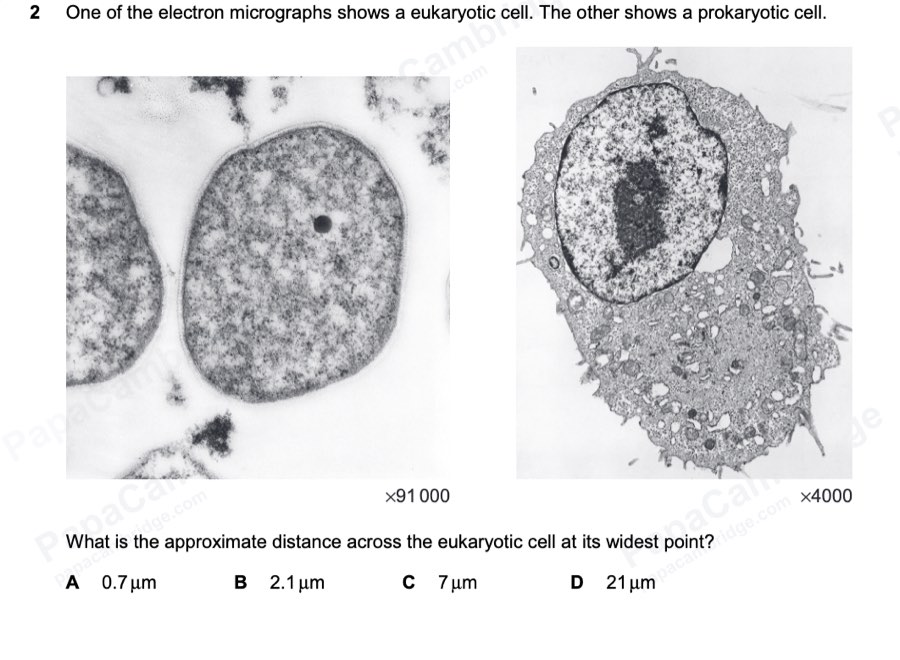 2 One of the electron micrographs shows a eukaryotic cell. The other shows a prokaryotic cell.
×91 000
×4000
What is the approximate distance across the eukaryotic cell at its widest point?
A 0.7 µm B 2.1 µm C 7 µm D 21 µm